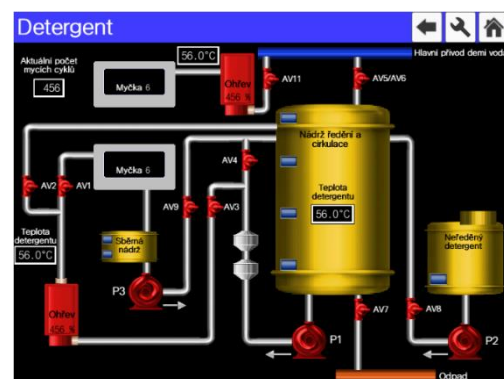 Detergent
Hlavní přívod demi voda
Aktuální počet
mycích cyklů
456
56.0°C
Myčka 6
Ohřev
456 %
AV11
AV5/AV6
Nádrž ředění a
cirkulace
Myčka 6
AV4
AV2
AV1
AV9
AV3
Teplota
detergentu
56.0°C
Teplota
detergentu
56.0°C
Sběrná
nádrž
Neředěný
detergent
P3
Ohřev
456 %
AV7
AV8
P1
P2
Odpad